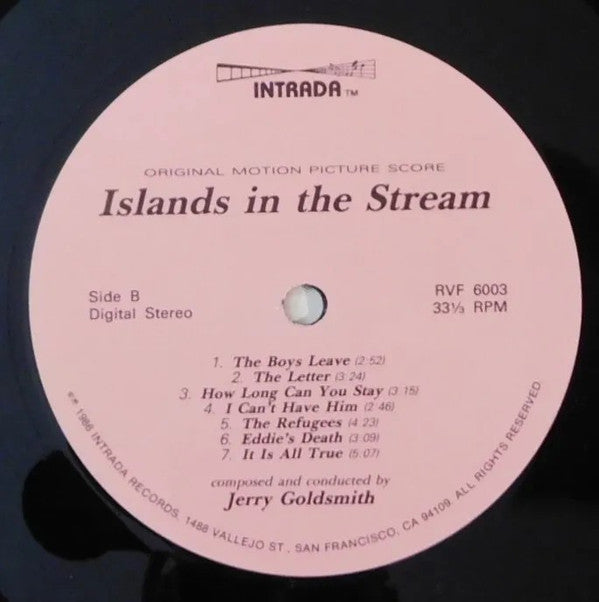 INTRADA TM
ORIGINAL MOTION PICTURE SCORE
Islands in the Stream
Side B
Digital Stereo
RVF 6003
33⅓ RPM
1. The Boys Leave (2:52)
2. The Letter (3:24)
3. How Long Can You Stay (3:15)
4. I Can't Have Him (2:46)
5. The Refugees (4:23)
6. Eddie's Death (3:09)
7. It Is All True (5:07)
composed and conducted by
Jerry Goldsmith
℗© 1986 INTRADA RECORDS, 1488 VALLEJO ST., SAN FRANCISCO, CA 94109. ALL RIGHTS RESERVED